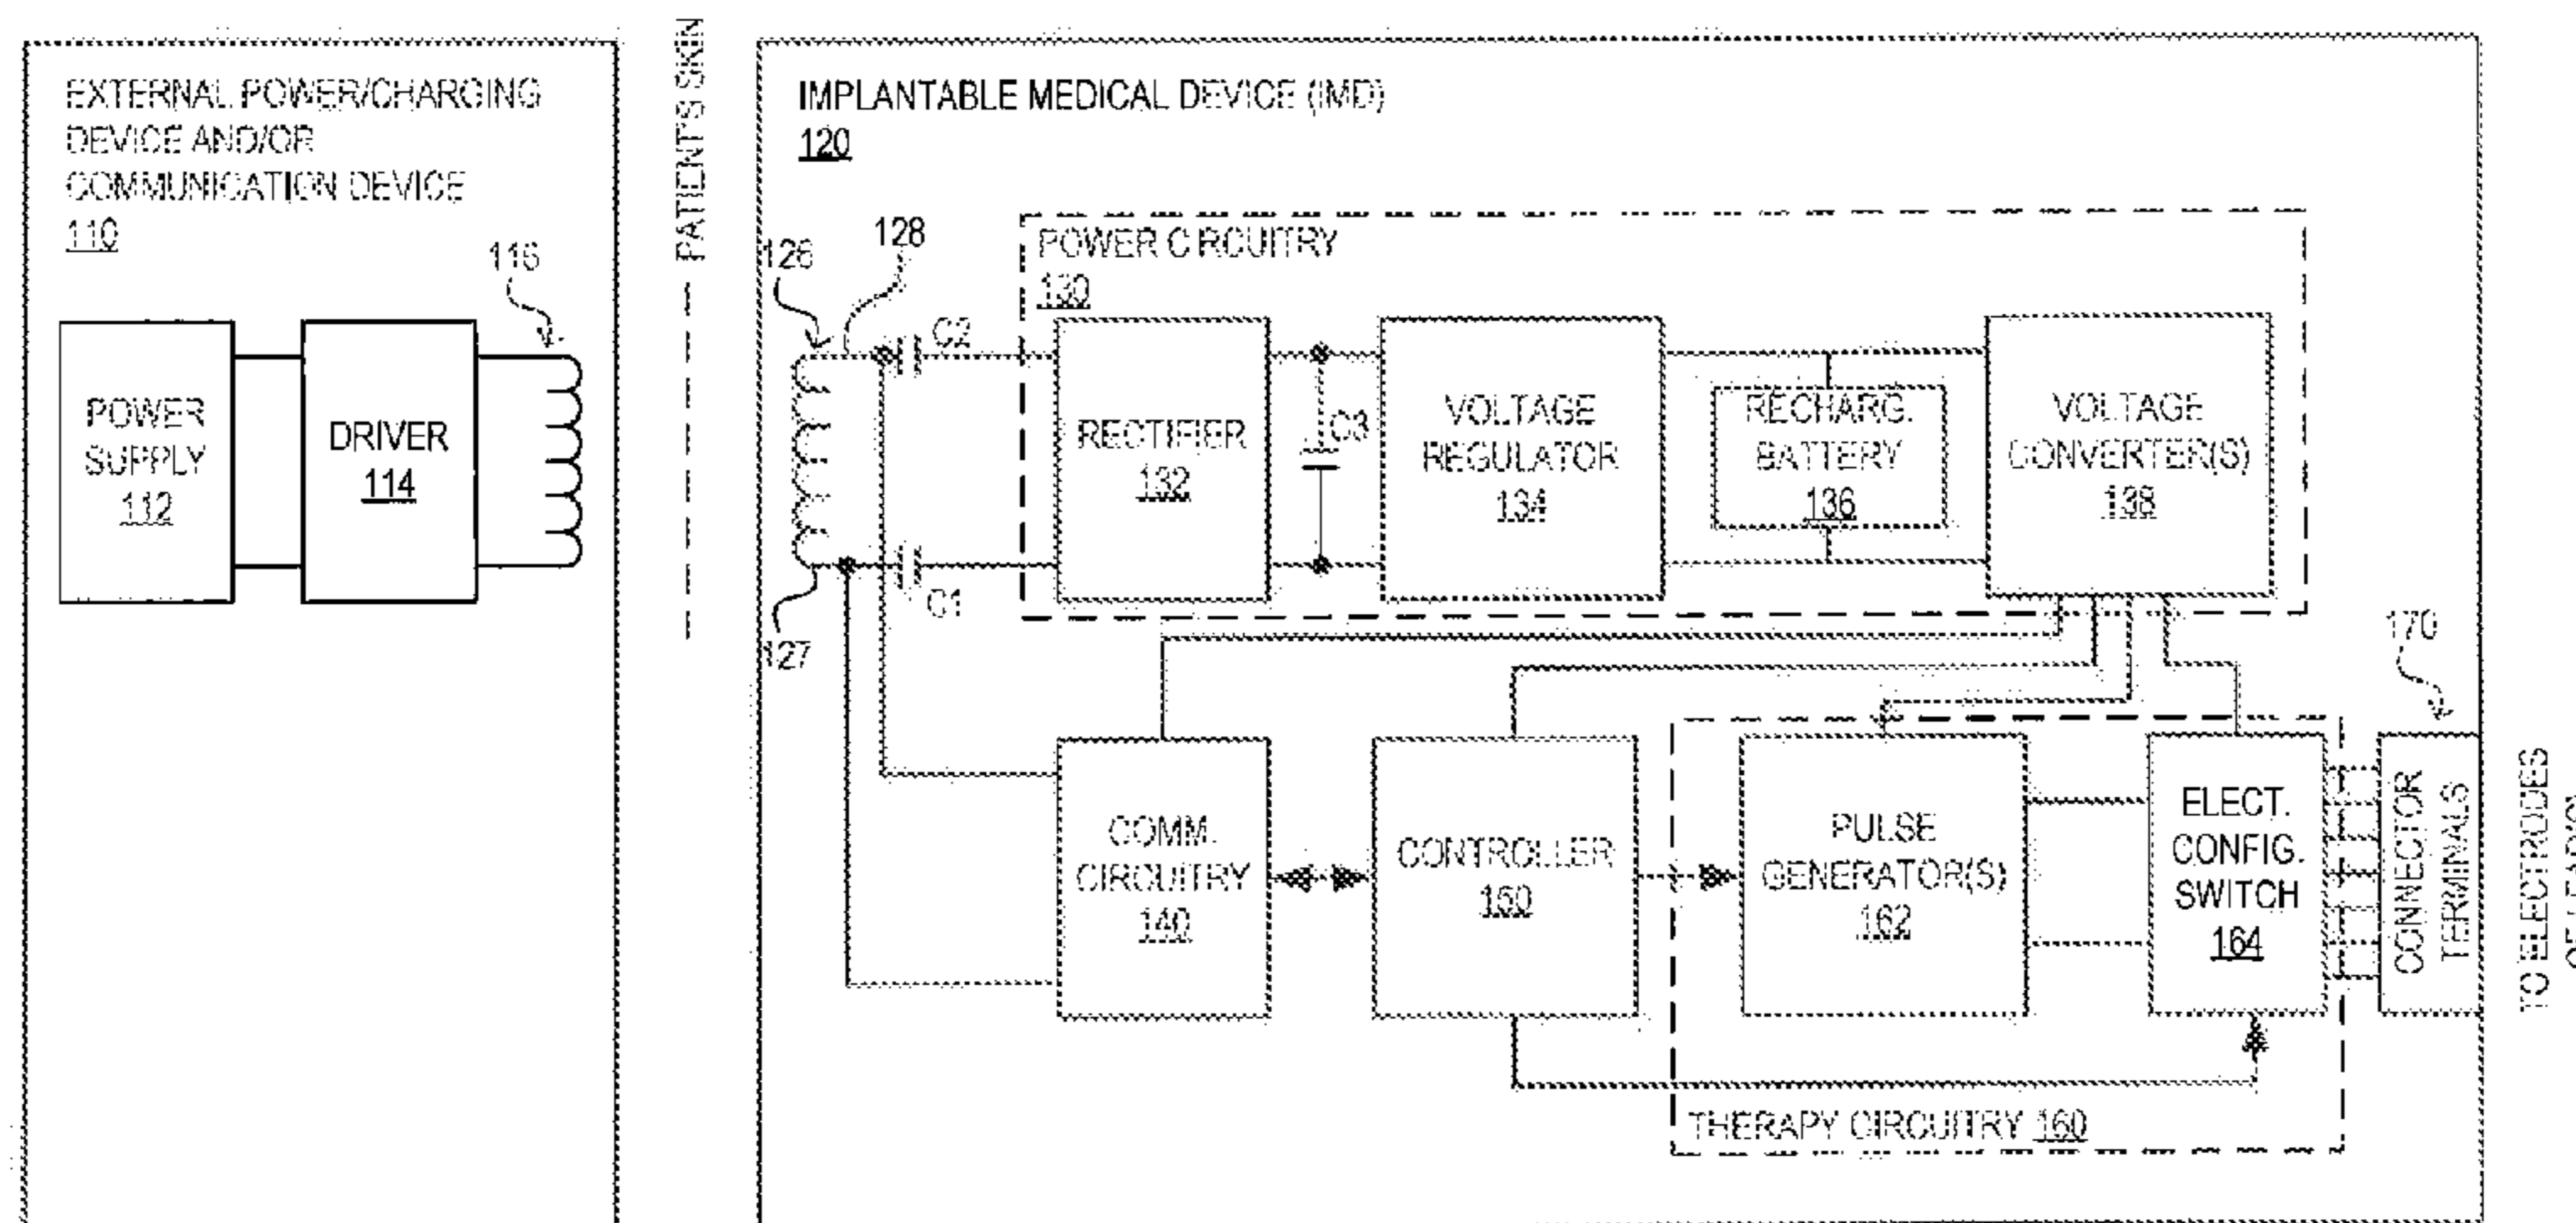 EXTERNAL POWER/CHARGING
DEVICE AND/OR
COMMUNICATION DEVICE
110
116
POWER
SUPPLY
112
DRIVER
114
PATIENT'S SKIN
IMPLANTABLE MEDICAL DEVICE (IMD)
120
126
128
127
C2
C1
POWER CIRCUITRY
130
RECTIFIER
132
C3
VOLTAGE
REGULATOR
134
RECHARG.
BATTERY
136
VOLTAGE
CONVERTER(S)
138
COMM.
CIRCUITRY
140
CONTROLLER
150
PULSE
GENERATOR(S)
162
ELECT.
CONFIG.
SWITCH
164
THERAPY CIRCUITRY 160
170
CONNECTOR
TERMINALS
TO ELECTRODES